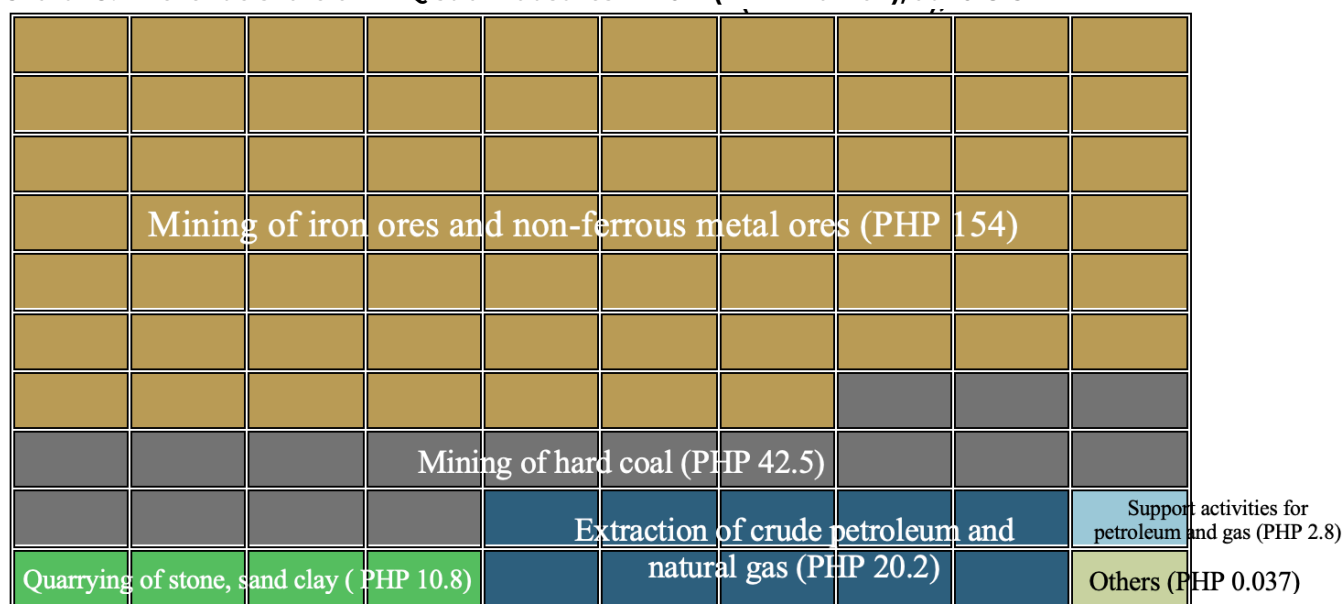 Mining of iron ores and non-ferrous metal ores (PHP 154)
Mining of hard coal (PHP 42.5)
Support activities for
petroleum and gas (PHP 2.8)
Extraction of crude petroleum and
natural gas (PHP 20.2)
Quarrying of stone, sand clay ( PHP 10.8)
Others (PHP 0.037)